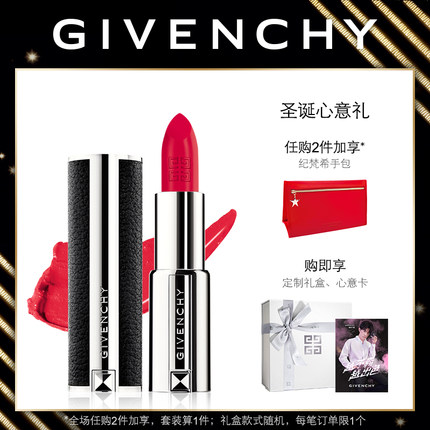 GIVENCHY
圣诞心意礼
任购2件加享*
纪梵希手包
购即享
定制礼盒、心意卡
GIVENCHY
GIVENCHY
GIVENCHY
*全场任购2件加享，套装算1件；礼盒款式随机，每笔订单限1个